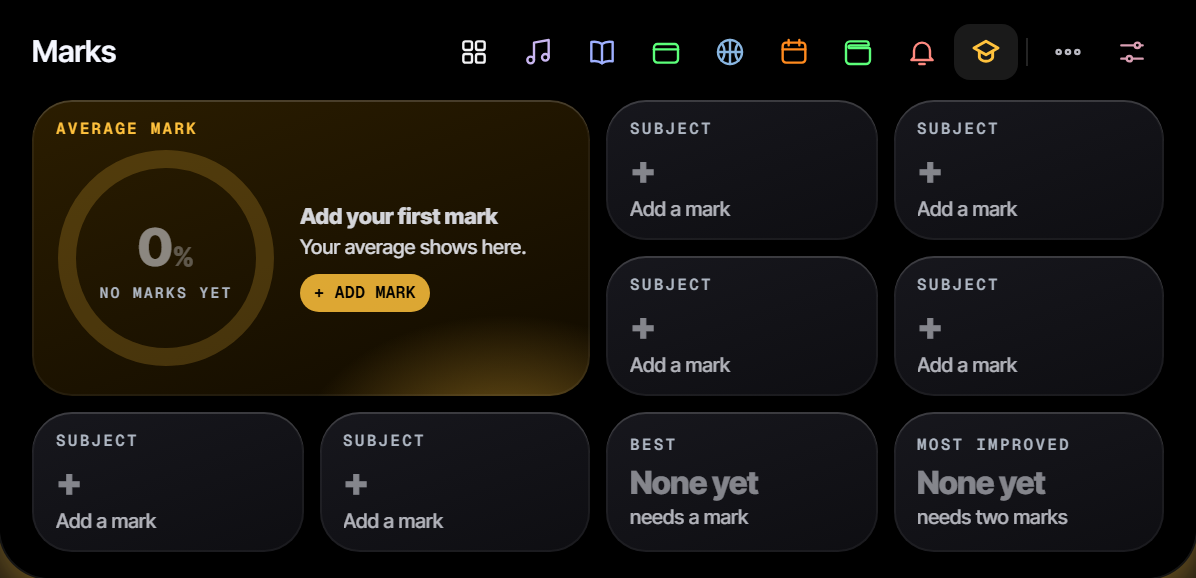 Marks
AVERAGE MARK
0%
NO MARKS YET
Add your first mark
Your average shows here.
+ ADD MARK
SUBJECT
+
Add a mark
SUBJECT
+
Add a mark
SUBJECT
+
Add a mark
SUBJECT
+
Add a mark
SUBJECT
+
Add a mark
SUBJECT
+
Add a mark
BEST
None yet
needs a mark
MOST IMPROVED
None yet
needs two marks